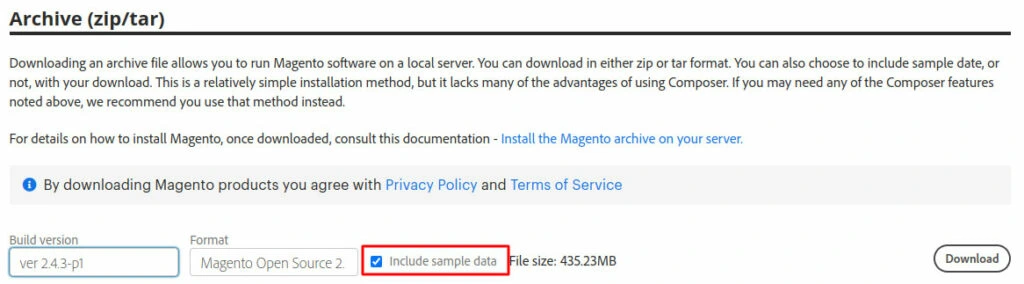 Archive (zip/tar)
Downloading an archive file allows you to run Magento software on a local server. You can download in either zip or tar format. You can also choose to include sample date, or
not, with your download. This is a relatively simple installation method, but it lacks many of the advantages of using Composer. If you may need any of the Composer features
noted above, we recommend you use that method instead.
For details on how to install Magento, once downloaded, consult this documentation - Install the Magento archive on your server.
By downloading Magento products you agree with Privacy Policy and Terms of Service
Build version Format
ver 2.4.3-p1 Magento Open Source 2. Include sample data File size: 435.23MB Download